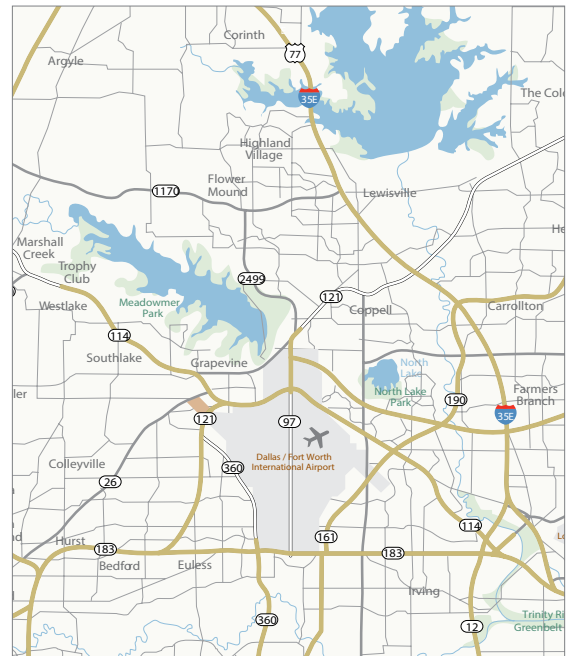 Corinth
77
Argyle
35E
The Col
Highland
Village
Flower
Mound
1170
Lewisville
Marshall
Creek
He
Trophy
Club
2499
121
Westlake
Meadowmer
Park
Coppell
Carrollton
114
Southlake
Grapevine
North
Lake
North Lake
Park
ler
190
Farmers
Branch
35E
121
97
Dallas / Fort Worth
International Airport
Colleyville
360
26
114
Hurst
d
161
183
183
Bedford
Euless
Irving
360
12
Trinity Ri
Greenbelt